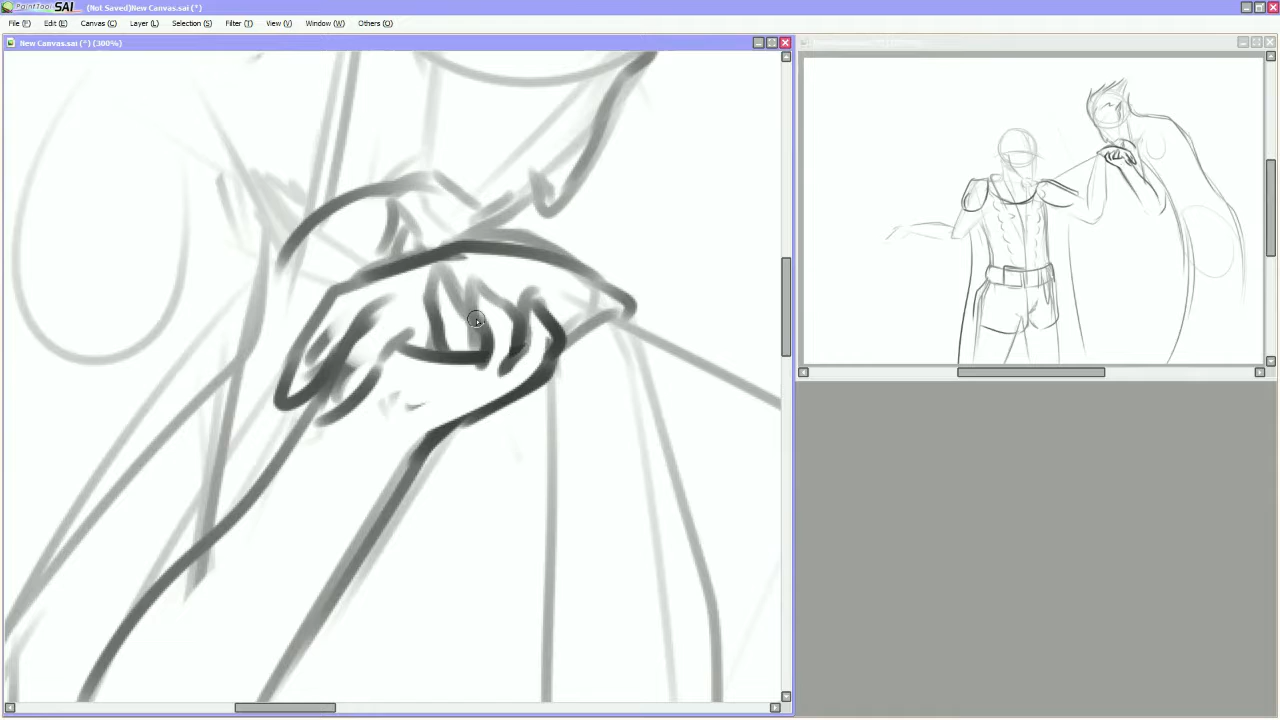 PaintTool SAI (Not Saved)New Canvas.sai (*)
File (F) Edit (E) Canvas (C) Layer (L) Selection (S) Filter (T) View (V) Window (W) Others (O)
New Canvas.sai (*) (300%)